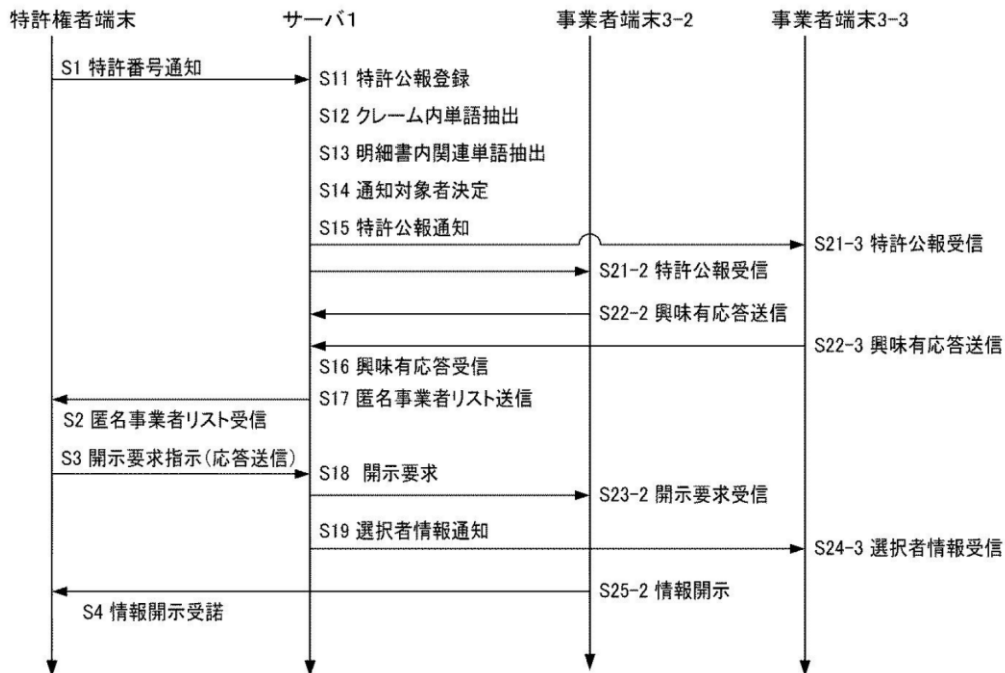 特許権者端末
サーバ1
事業者端末3-2
事業者端末3-3
S1 特許番号通知
S11 特許公報登録
S12 クレーム内単語抽出
S13 明細書内関連単語抽出
S14 通知対象者決定
S15 特許公報通知
S21-3 特許公報受信
S21-2 特許公報受信
S22-2 興味有応答送信
S22-3 興味有応答送信
S16 興味有応答受信
S17 匿名事業者リスト送信
S2 匿名事業者リスト受信
S3 開示要求指示(応答送信)
S18 開示要求
S23-2 開示要求受信
S19 選択者情報通知
S24-3 選択者情報受信
S25-2 情報開示
S4 情報開示受諾